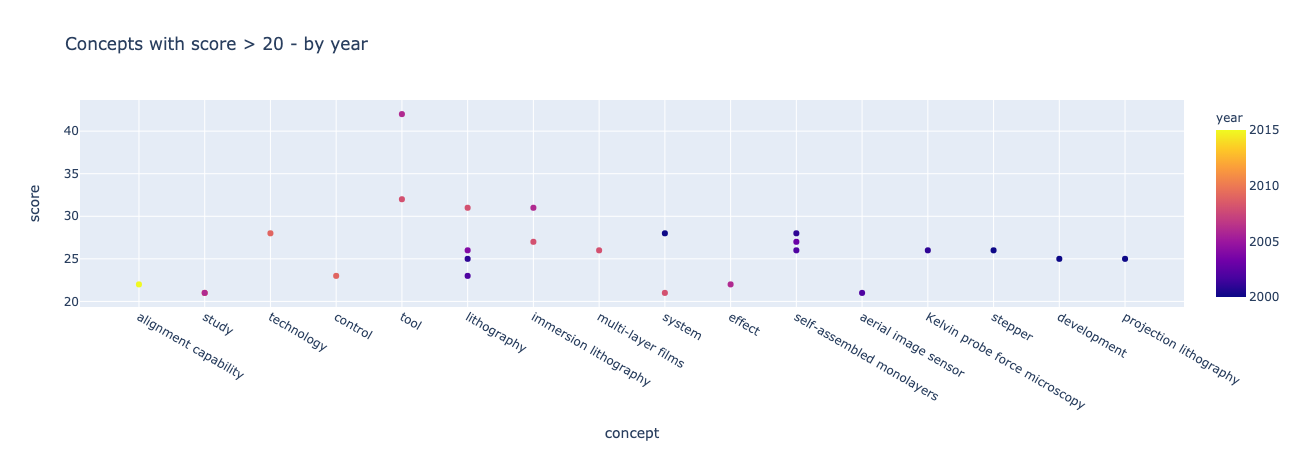 Concepts with score > 20 - by year
score
40
35
30
25
20
alignment capability
study
technology
control
tool
lithography
immersion lithography
multi-layer films
system
effect
self-assembled monolayers
aerial image sensor
Kelvin probe force microscopy
stepper
development
projection lithography
concept
year
2015
2010
2005
2000